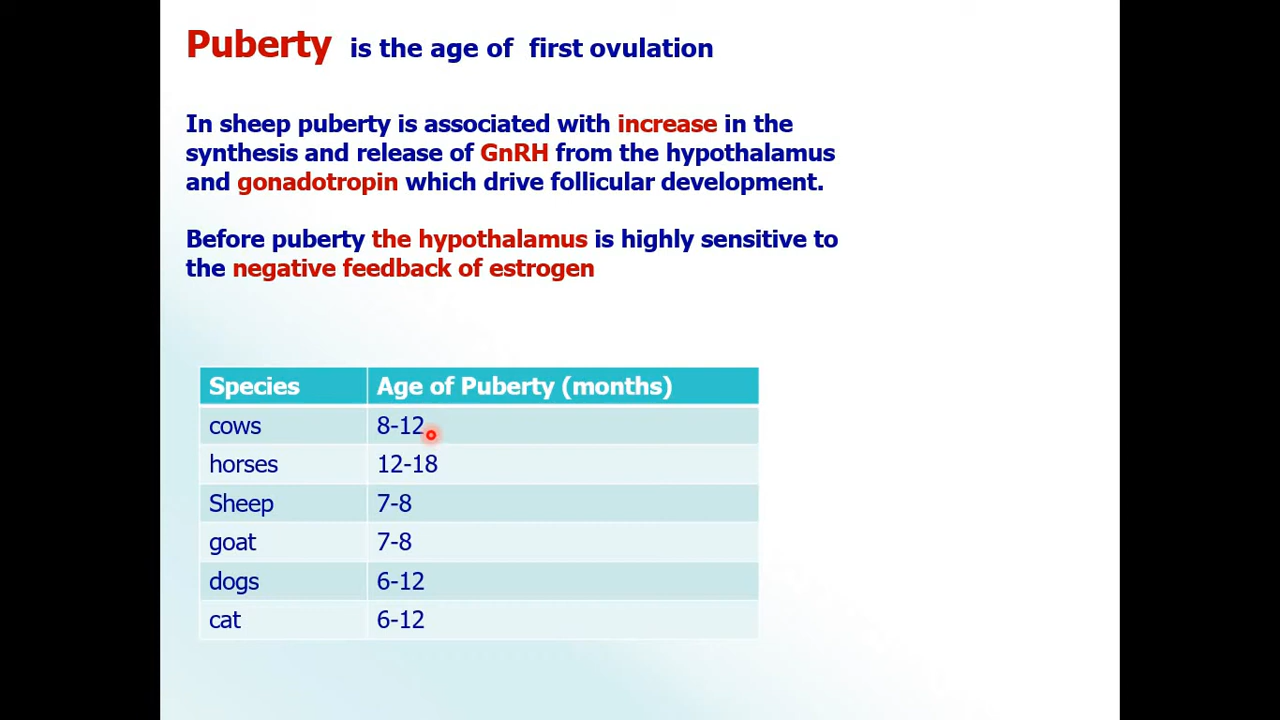 Puberty is the age of first ovulation
In sheep puberty is associated with increase in the
synthesis and release of GnRH from the hypothalamus
and gonadotropin which drive follicular development.
Before puberty the hypothalamus is highly sensitive to
the negative feedback of estrogen
Species Age of Puberty (months)
cows 8-12
horses 12-18
Sheep 7-8
goat 7-8
dogs 6-12
cat 6-12